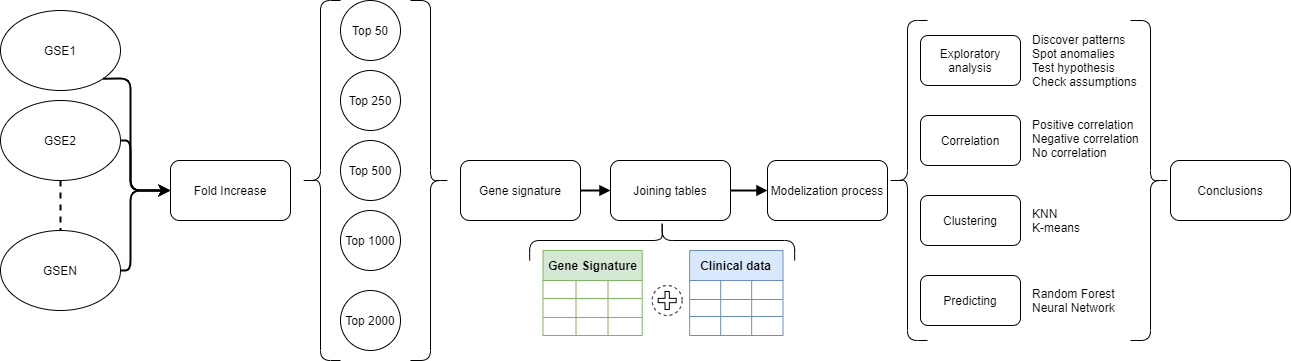 GSE1
GSE2
GSEN
Fold Increase
Top 50
Top 250
Top 500
Top 1000
Top 2000
Gene signature
Joining tables
Gene Signature
Clinical data
Modelization process
Exploratory
analysis
Discover patterns
Spot anomalies
Test hypothesis
Check assumptions
Correlation
Positive correlation
Negative correlation
No correlation
Clustering
KNN
K-means
Predicting
Random Forest
Neural Network
Conclusions